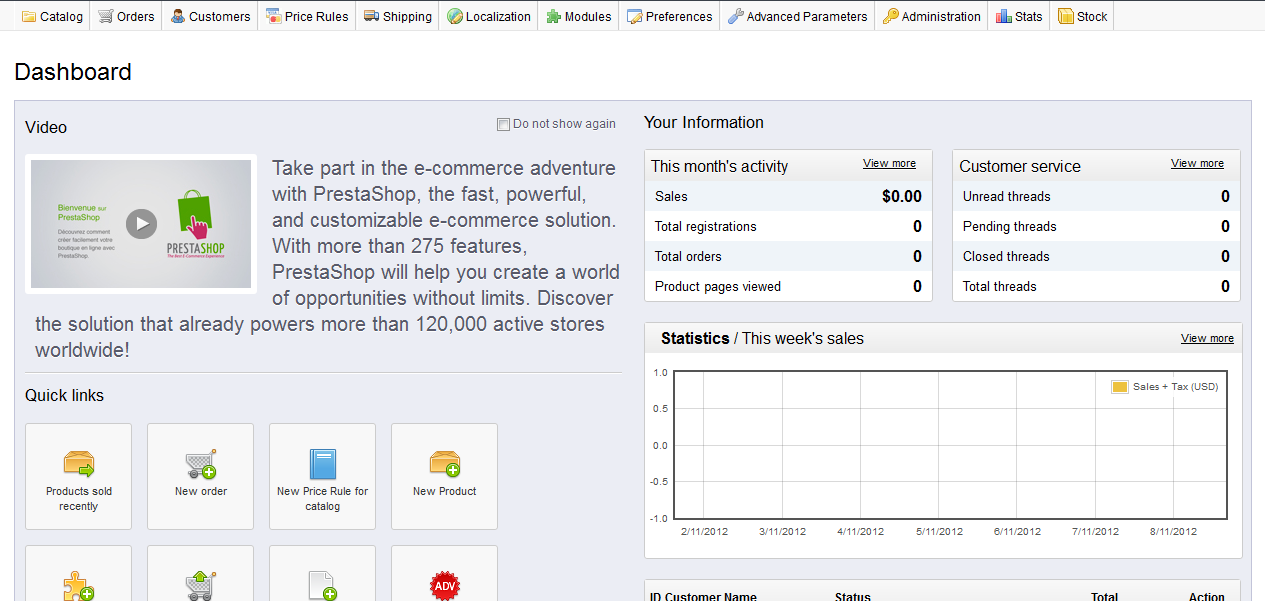 Catalog Orders Customers Price Rules Shipping Localization Modules Preferences Advanced Parameters Administration Stats Stock
Dashboard
Video
Do not show again
Bienvenue sur
PrestaShop
Découvrez comment
créer facilement votre
boutique en ligne avec
PrestaShop
PRESTASHOP
The Best E-Commerce Experience
Take part in the e-commerce adventure
with PrestaShop, the fast, powerful,
and customizable e-commerce solution.
With more than 275 features,
PrestaShop will help you create a world
of opportunities without limits. Discover
the solution that already powers more than 120,000 active stores
worldwide!
Quick links
Products sold
recently
New order
New Price Rule for
catalog
New Product
ADV
Your Information
This month's activity View more
Sales $0.00
Total registrations 0
Total orders 0
Product pages viewed 0
Customer service View more
Unread threads 0
Pending threads 0
Closed threads 0
Total threads 0
Statistics / This week's sales View more
1.0
0.5
0.0
-0.5
-1.0
Sales + Tax (USD)
2/11/2012 3/11/2012 4/11/2012 5/11/2012 6/11/2012 7/11/2012 8/11/2012
ID Customer Name Status Total Action